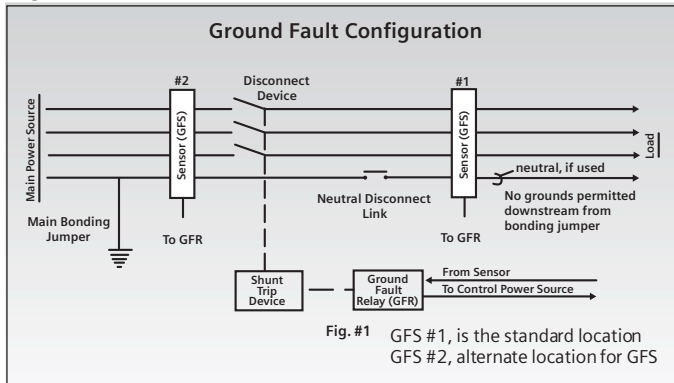 Ground Fault Configuration
#2
Disconnect
Device
#1
Main Power Source
Sensor (GFS)
Sensor (GFS)
Load
neutral, if used
Neutral Disconnect
Link
No grounds permitted
downstream from
bonding jumper
Main Bonding
Jumper
To GFR
To GFR
Shunt
Trip
Device
Ground
Fault
Relay (GFR)
From Sensor
To Control Power Source
Fig. #1
GFS #1, is the standard location
GFS #2, alternate location for GFS